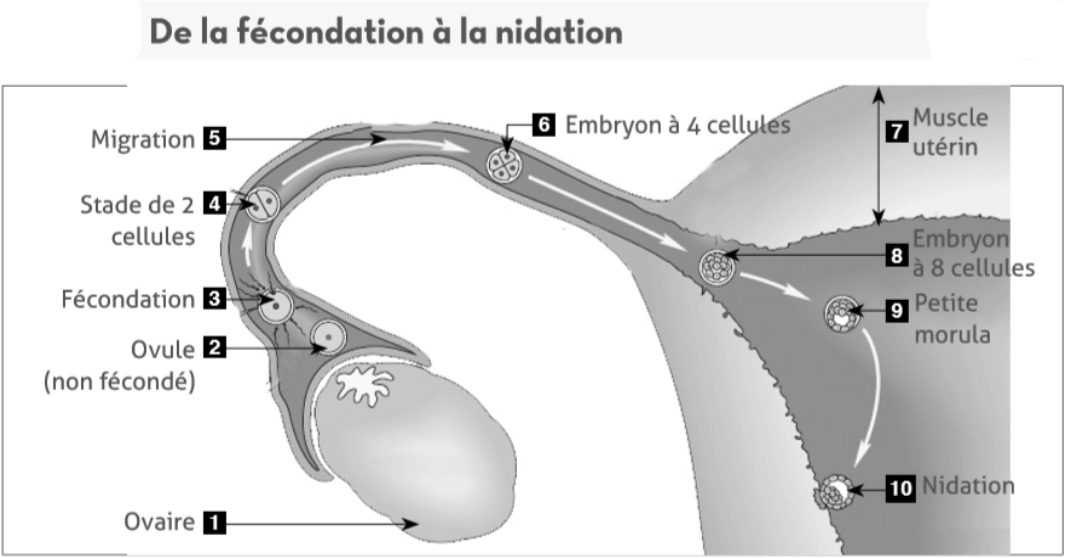 De la fécondation à la nidation
Migration 5
6 Embryon à 4 cellules
7 Muscle
utérin
Stade de 2 4
cellules
8 Embryon
à 8 cellules
Fécondation 3
9 Petite
morula
Ovule 2
(non fécondé)
10 Nidation
Ovaire 1